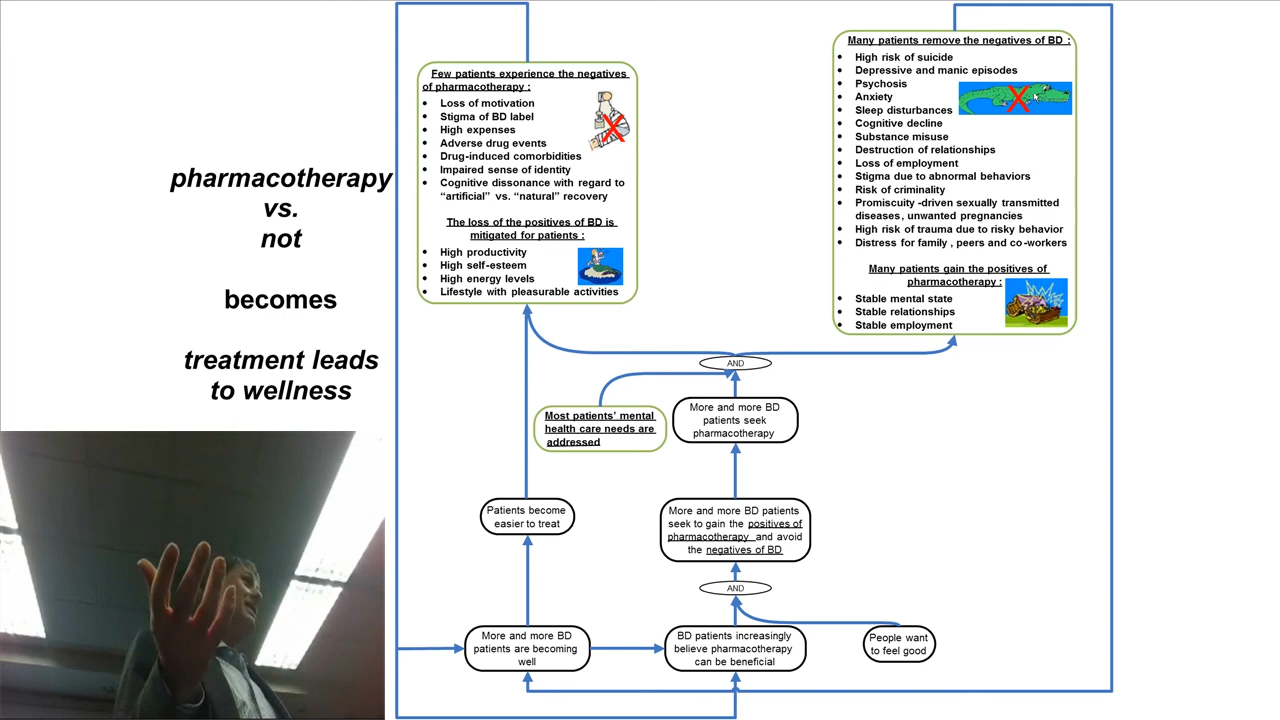 pharmacotherapy
vs.
not
becomes
treatment leads
to wellness
Few patients experience the negatives
of pharmacotherapy :
• Loss of motivation
• Stigma of BD label
• High expenses
• Adverse drug events
• Drug-induced comorbidities
• Impaired sense of identity
• Cognitive dissonance with regard to
“artificial” vs. “natural” recovery
The loss of the positives of BD is
mitigated for patients :
• High productivity
• High self-esteem
• High energy levels
• Lifestyle with pleasurable activities
Many patients remove the negatives of BD :
• High risk of suicide
• Depressive and manic episodes
• Psychosis
• Anxiety
• Sleep disturbances
• Cognitive decline
• Substance misuse
• Destruction of relationships
• Loss of employment
• Stigma due to abnormal behaviors
• Risk of criminality
• Promiscuity -driven sexually transmitted
diseases, unwanted pregnancies
• High risk of trauma due to risky behavior
• Distress for family , peers and co-workers
Many patients gain the positives of
pharmacotherapy :
• Stable mental state
• Stable relationships
• Stable employment
AND
Most patients’ mental
health care needs are
addressed
More and more BD
patients seek
pharmacotherapy
Patients become
easier to treat
More and more BD patients
seek to gain the positives of
pharmacotherapy and avoid
the negatives of BD
AND
More and more BD
patients are becoming
well
BD patients increasingly
believe pharmacotherapy
can be beneficial
People want
to feel good